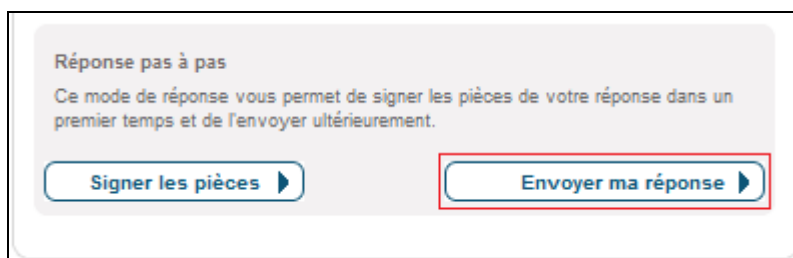 Réponse pas à pas
Ce mode de réponse vous permet de signer les pièces de votre réponse dans un
premier temps et de l'envoyer ultérieurement.
Signer les pièces
Envoyer ma réponse